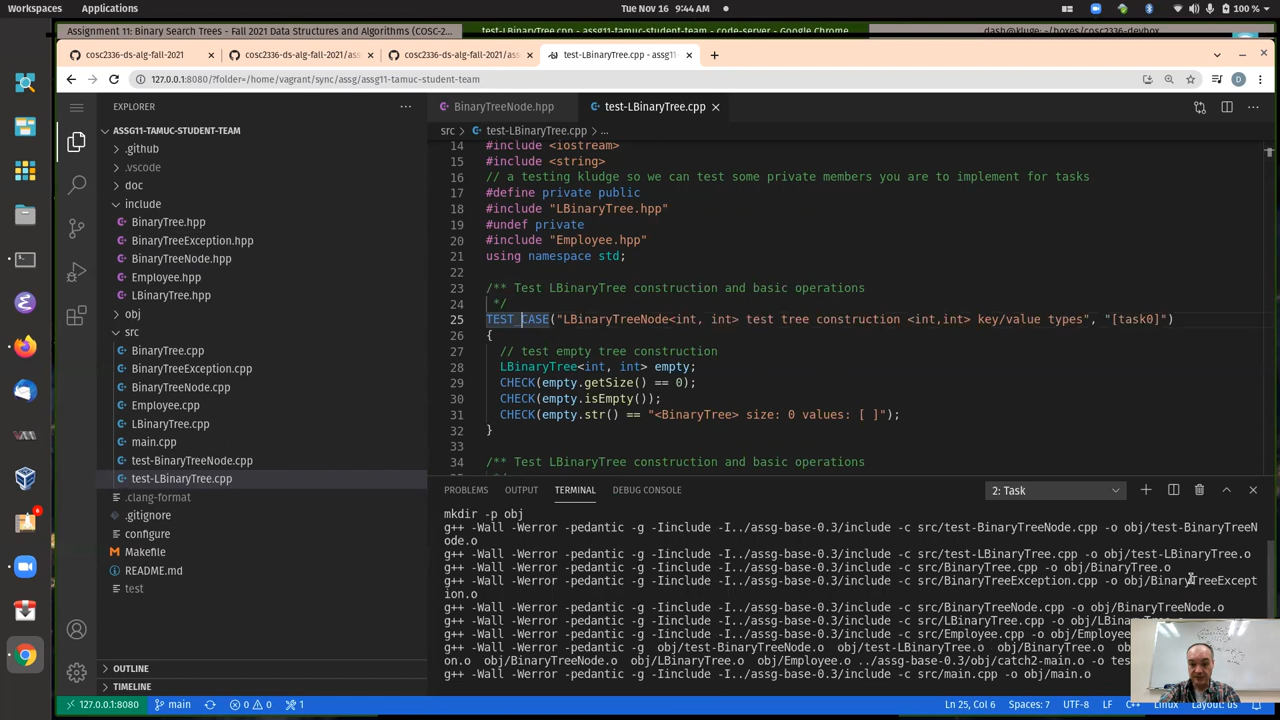 Applications
Tue Nov 16 9:44 AM
100 %
Assignment 11: Binary Search Trees - Fall 2021 Data Structures and Algorithms (COSC-2...
test-LBinaryTree.cpp - assg11-tamuc-student-team - code-server - Google Chrome
dash@kluge: ~/boxes/cosc2336-devbox
cosc2336-ds-alg-fall-2021
cosc2336-ds-alg-fall-2021/ass
cosc2336-ds-alg-fall-2021/ass
test-LBinaryTree.cpp - assg11
127.0.0.1:8080/?folder=/home/vagrant/sync/assg/assg11-tamuc-student-team
EXPLORER
ASSG11-TAMUC-STUDENT-TEAM
.github
.vscode
doc
include
BinaryTree.hpp
BinaryTreeException.hpp
BinaryTreeNode.hpp
Employee.hpp
LBinaryTree.hpp
obj
src
BinaryTree.cpp
BinaryTreeException.cpp
BinaryTreeNode.cpp
Employee.cpp
LBinaryTree.cpp
main.cpp
test-BinaryTreeNode.cpp
test-LBinaryTree.cpp
.clang-format
.gitignore
configure
Makefile
README.md
test
OUTLINE
TIMELINE
BinaryTreeNode.hpp
test-LBinaryTree.cpp
src > test-LBinaryTree.cpp > ...
14 #include <iostream>
15 #include <string>
16 // a testing kludge so we can test some private members you are to implement for tasks
17 #define private public
18 #include "LBinaryTree.hpp"
19 #undef private
20 #include "Employee.hpp"
21 using namespace std;
22
23 /** Test LBinaryTree construction and basic operations
24 */
25 TEST_CASE("LBinaryTreeNode<int, int> test tree construction <int,int> key/value types", "[task0]")
26 {
27 // test empty tree construction
28 LBinaryTree<int, int> empty;
29 CHECK(empty.getSize() == 0);
30 CHECK(empty.isEmpty());
31 CHECK(empty.str() == "<BinaryTree> size: 0 values: [ ]");
32 }
33
34 /** Test LBinaryTree construction and basic operations
PROBLEMS
OUTPUT
TERMINAL
DEBUG CONSOLE
2: Task
mkdir -p obj
g++ -Wall -Werror -pedantic -g -Iinclude -I../assg-base-0.3/include -c src/test-BinaryTreeNode.cpp -o obj/test-BinaryTreeN
ode.o
g++ -Wall -Werror -pedantic -g -Iinclude -I../assg-base-0.3/include -c src/test-LBinaryTree.cpp -o obj/test-LBinaryTree.o
g++ -Wall -Werror -pedantic -g -Iinclude -I../assg-base-0.3/include -c src/BinaryTree.cpp -o obj/BinaryTree.o
g++ -Wall -Werror -pedantic -g -Iinclude -I../assg-base-0.3/include -c src/BinaryTreeException.cpp -o obj/BinaryTreeExcept
ion.o
g++ -Wall -Werror -pedantic -g -Iinclude -I../assg-base-0.3/include -c src/BinaryTreeNode.cpp -o obj/BinaryTreeNode.o
g++ -Wall -Werror -pedantic -g -Iinclude -I../assg-base-0.3/include -c src/LBinaryTree.cpp -o obj/LBinaryTree.o
g++ -Wall -Werror -pedantic -g -Iinclude -I../assg-base-0.3/include -c src/Employee.cpp -o obj/Employee
g++ -Wall -Werror -pedantic -g obj/test-BinaryTreeNode.o obj/test-LBinaryTree.o obj/BinaryTree.o
on.o obj/BinaryTreeNode.o obj/LBinaryTree.o obj/Employee.o ../assg-base-0.3/obj/catch2-main.o -o tes
g++ -Wall -Werror -pedantic -g -Iinclude -I../assg-base-0.3/include -c src/main.cpp -o obj/main.o
127.0.0.1:8080
main
0
0
1
Ln 25, Col 6
Spaces: 7
UTF-8
LF
C++
Linux
Layout: us